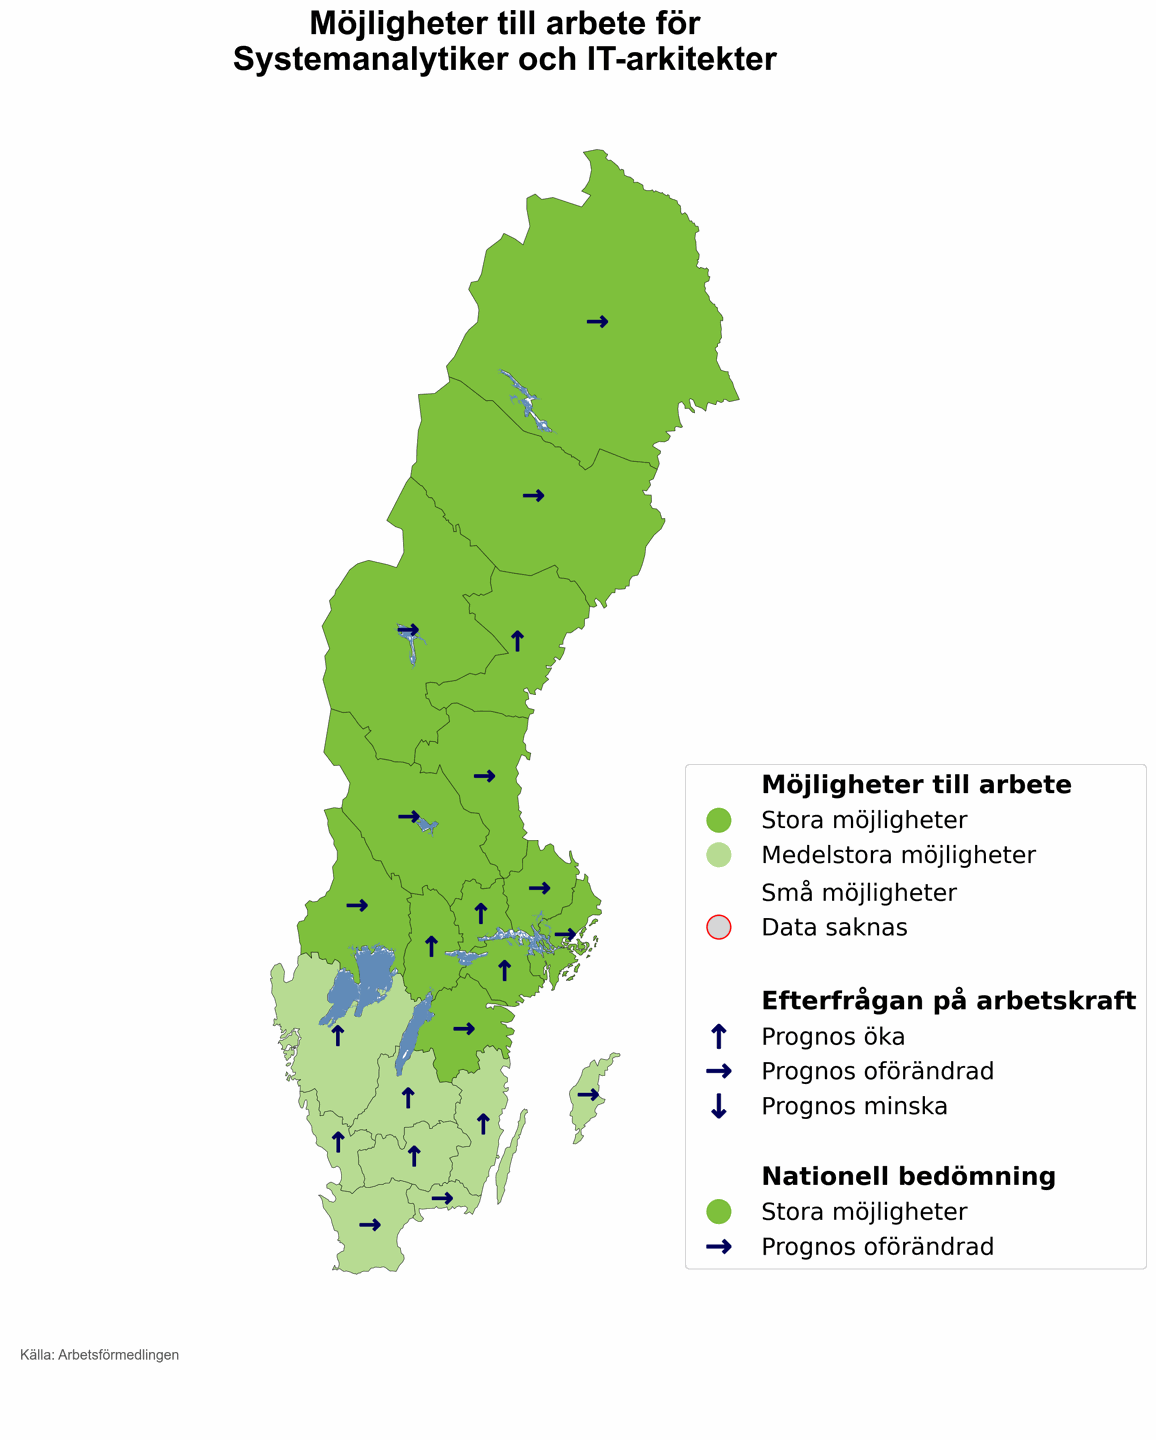 Möjligheter till arbete för
Systemanalytiker och IT-arkitekter
Möjligheter till arbete
Stora möjligheter
Medelstora möjligheter
Små möjligheter
Data saknas
Efterfrågan på arbetskraft
Prognos öka
Prognos oförändrad
Prognos minska
Nationell bedömning
Stora möjligheter
Prognos oförändrad
Källa: Arbetsförmedlingen